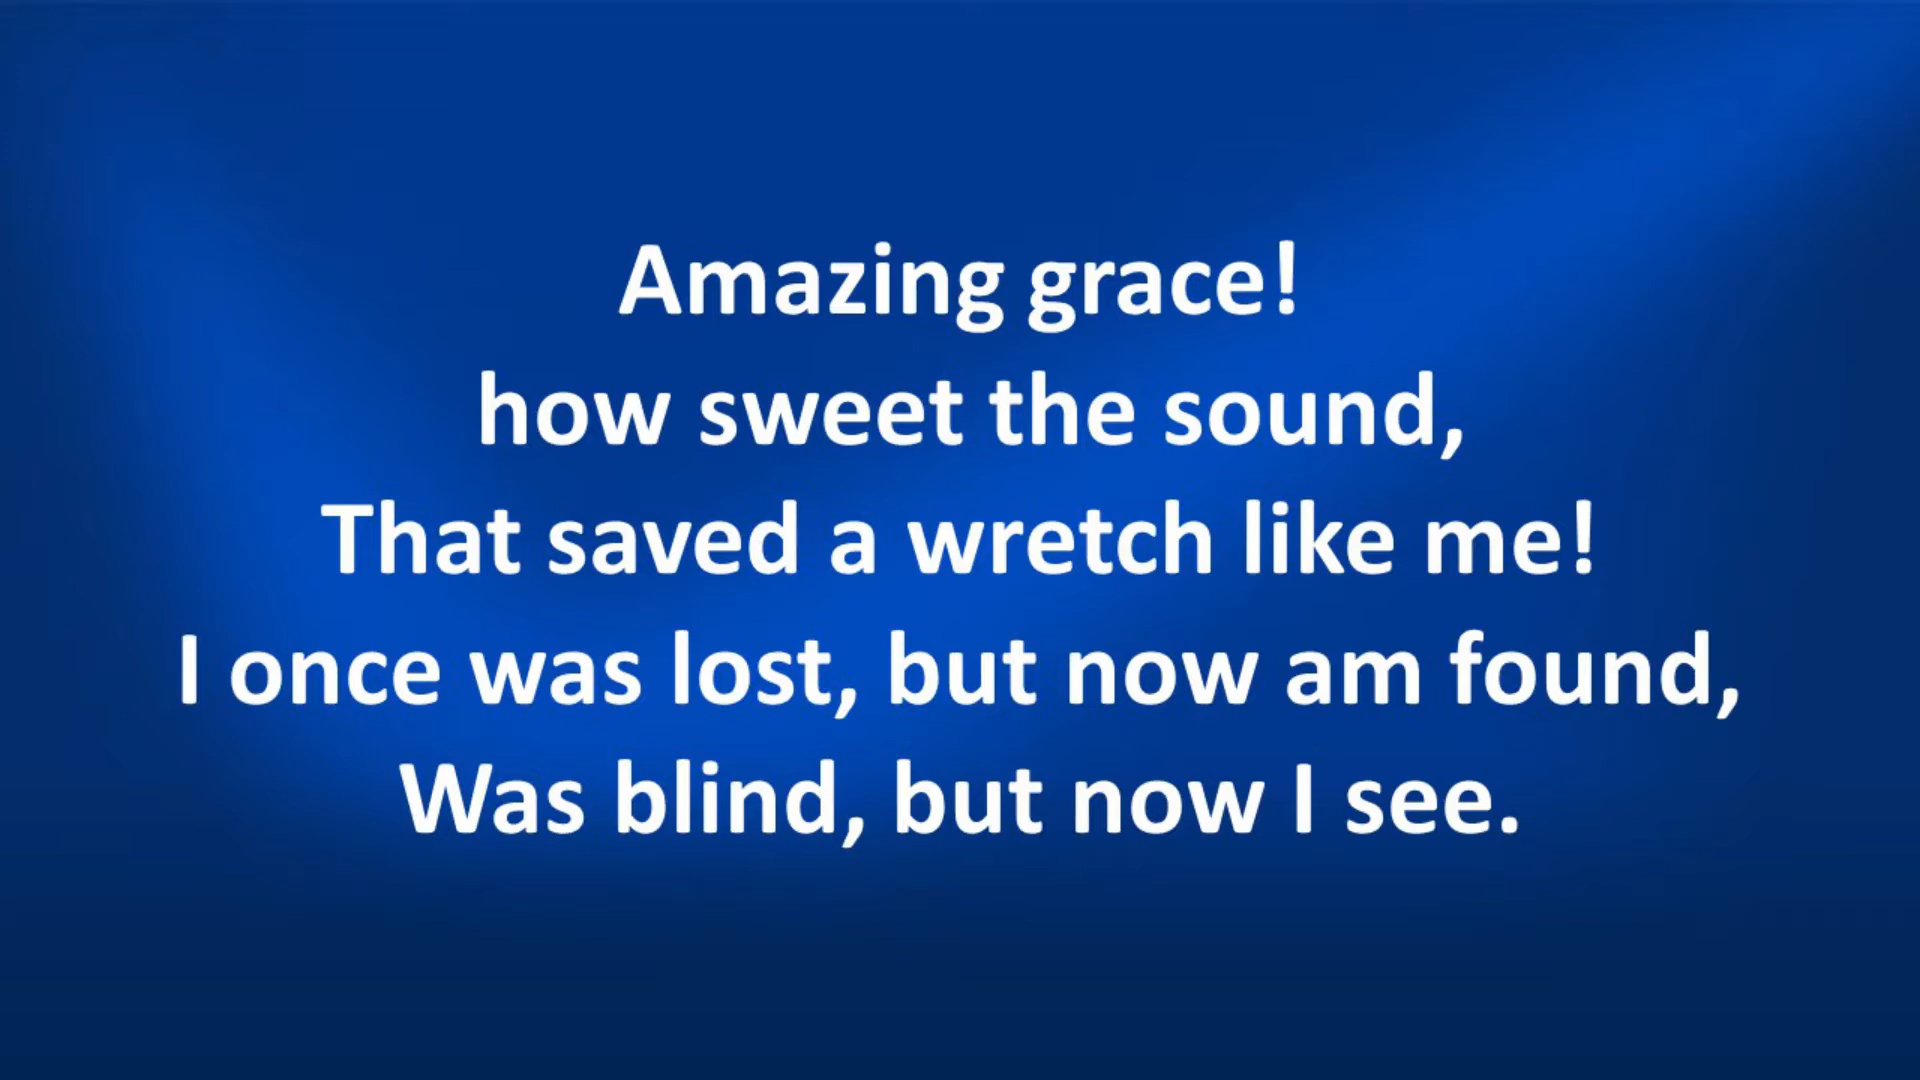 Amazing grace!
how sweet the sound,
That saved a wretch like me!
I once was lost, but now am found,
Was blind, but now I see.